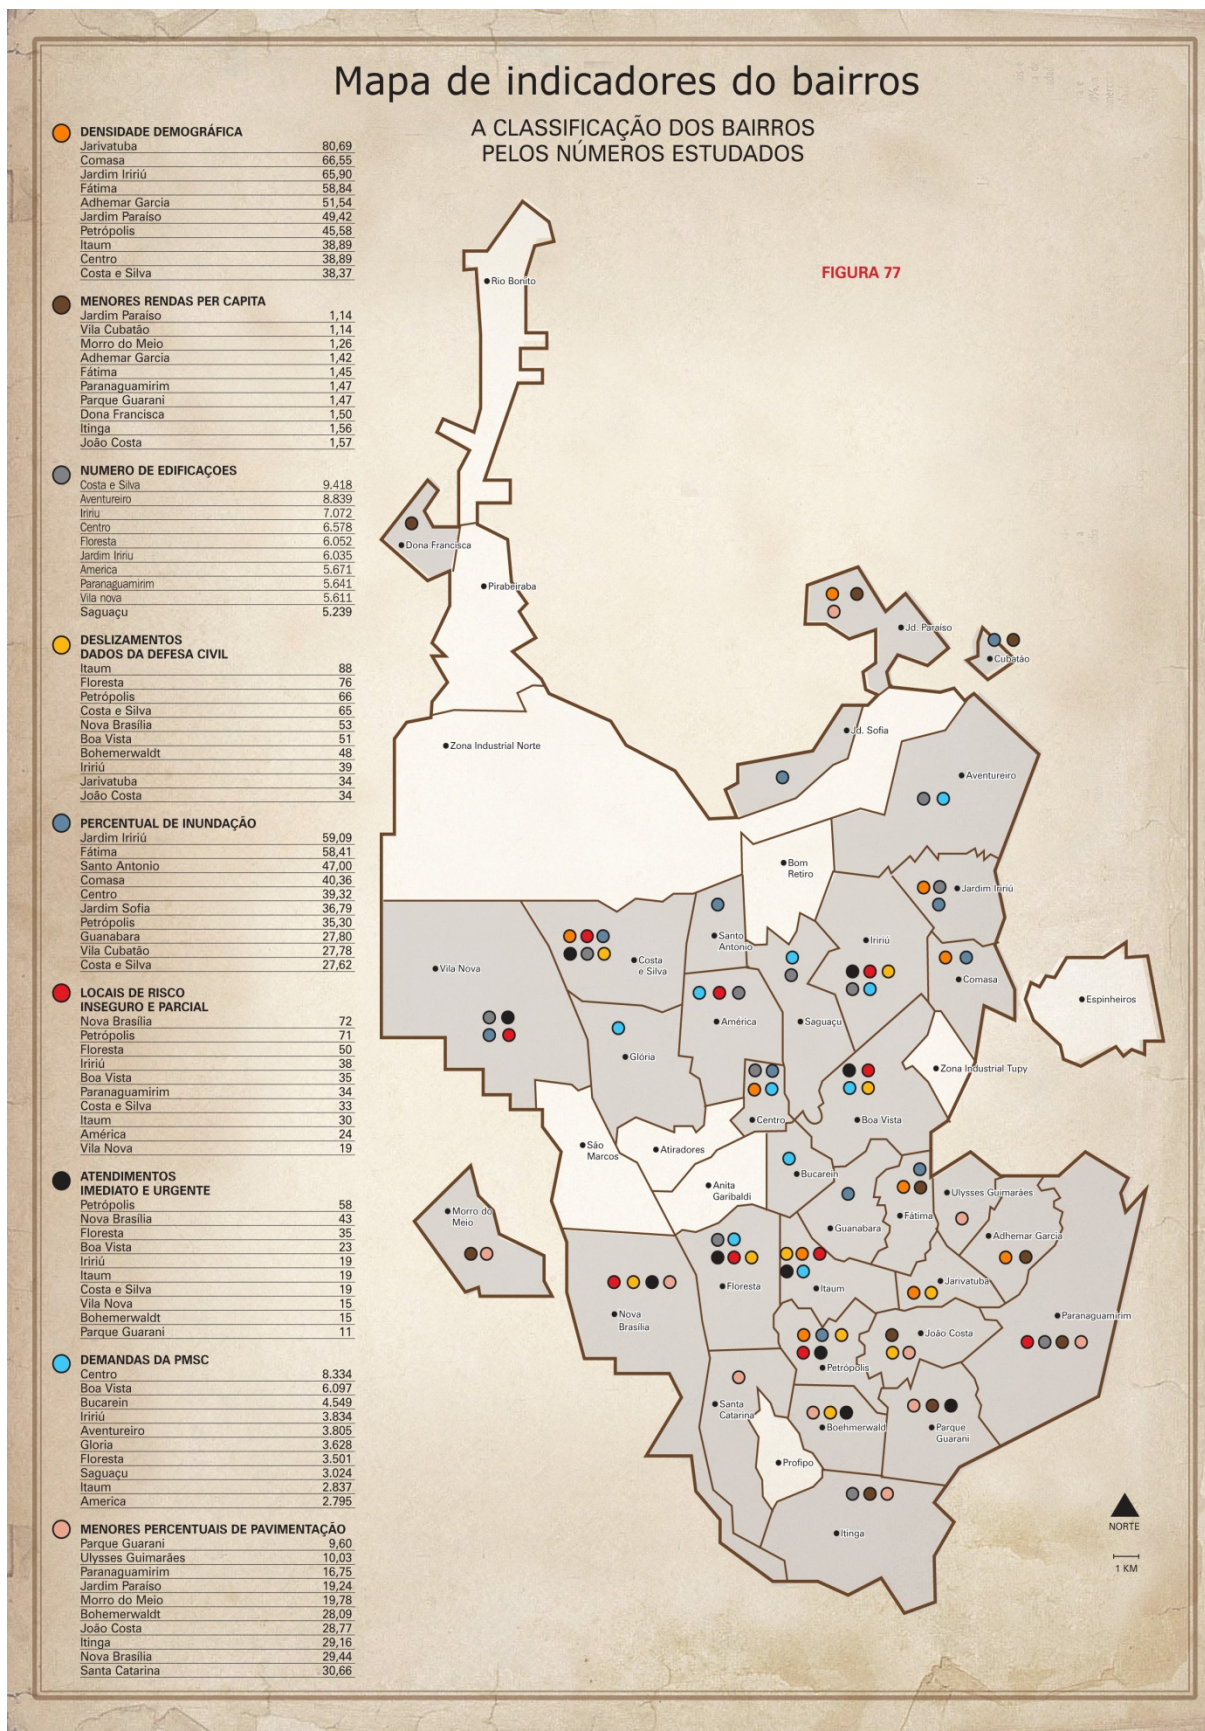 Mapa de indicadores do bairros
A CLASSIFICAÇÃO DOS BAIRROS
PELOS NÚMEROS ESTUDADOS
FIGURA 77
DENSIDADE DEMOGRÁFICA
Jarivatuba 80,69
Comasa 66,55
Jardim Iririú 65,90
Fátima 58,84
Adhemar Garcia 51,54
Jardim Paraíso 49,42
Petrópolis 45,58
Itaum 38,89
Centro 38,89
Costa e Silva 38,37
MENORES RENDAS PER CAPITA
Jardim Paraíso 1,14
Vila Cubatão 1,14
Morro do Meio 1,26
Adhemar Garcia 1,42
Fátima 1,45
Paranaguamirim 1,47
Parque Guarani 1,47
Dona Francisca 1,50
Itinga 1,56
João Costa 1,57
NUMERO DE EDIFICAÇOES
Costa e Silva 9.418
Aventureiro 8.839
Iririu 7.072
Centro 6.578
Floresta 6.052
Jardim Iririu 6.035
America 5.671
Paranaguamirim 5.641
Vila nova 5.611
Saguaçu 5.239
DESLIZAMENTOS
DADOS DA DEFESA CIVIL
Itaum 88
Floresta 76
Petrópolis 66
Costa e Silva 65
Nova Brasília 53
Boa Vista 51
Bohemerwaldt 48
Iririú 39
Jarivatuba 34
João Costa 34
PERCENTUAL DE INUNDAÇÃO
Jardim Iririú 59,09
Fátima 58,41
Santo Antonio 47,00
Comasa 40,36
Centro 39,32
Jardim Sofia 36,79
Petrópolis 35,30
Guanabara 27,80
Vila Cubatão 27,78
Costa e Silva 27,62
LOCAIS DE RISCO
INSEGURO E PARCIAL
Nova Brasília 72
Petrópolis 71
Floresta 50
Iririú 38
Boa Vista 35
Paranaguamirim 34
Costa e Silva 33
Itaum 30
América 24
Vila Nova 19
ATENDIMENTOS
IMEDIATO E URGENTE
Petrópolis 58
Nova Brasília 43
Floresta 35
Boa Vista 23
Iririú 19
Itaum 19
Costa e Silva 19
Vila Nova 15
Bohemerwaldt 15
Parque Guarani 11
DEMANDAS DA PMSC
Centro 8.334
Boa Vista 6.097
Bucarein 4.549
Iririú 3.834
Aventureiro 3.805
Gloria 3.628
Floresta 3.501
Saguaçu 3.024
Itaum 2.837
America 2.795
MENORES PERCENTUAIS DE PAVIMENTAÇÃO
Parque Guarani 9,60
Ulysses Guimarães 10,03
Paranaguamirim 16,75
Jardim Paraíso 19,24
Morro do Meio 19,78
Bohemerwaldt 28,09
João Costa 28,77
Itinga 29,16
Nova Brasília 29,44
Santa Catarina 30,66
Rio Bonito
Dona Francisca
Pirabeiraba
Jd. Paraíso
Cubatão
Jd. Sofia
Zona Industrial Norte
Aventureiro
Bom
Retiro
Jardim Iririú
Santo
Antonio
Iririú
Costa
e Silva
Vila Nova
Comasa
Espinheiros
América
Saguaçu
Glória
Zona Industrial Tupy
Centro
Boa Vista
São
Marcos
Atiradores
Bucarein
Anita
Garibaldi
Ulysses Guimarães
Morro do
Meio
Fátima
Guanabara
Adhemar Garcia
Jarivatuba
Floresta
Itaum
Nova
Brasília
Paranaguamirim
João Costa
Petrópolis
Santa
Catarina
Boehmerwald
Parque
Guarani
Profipo
Itinga
NORTE
1 KM